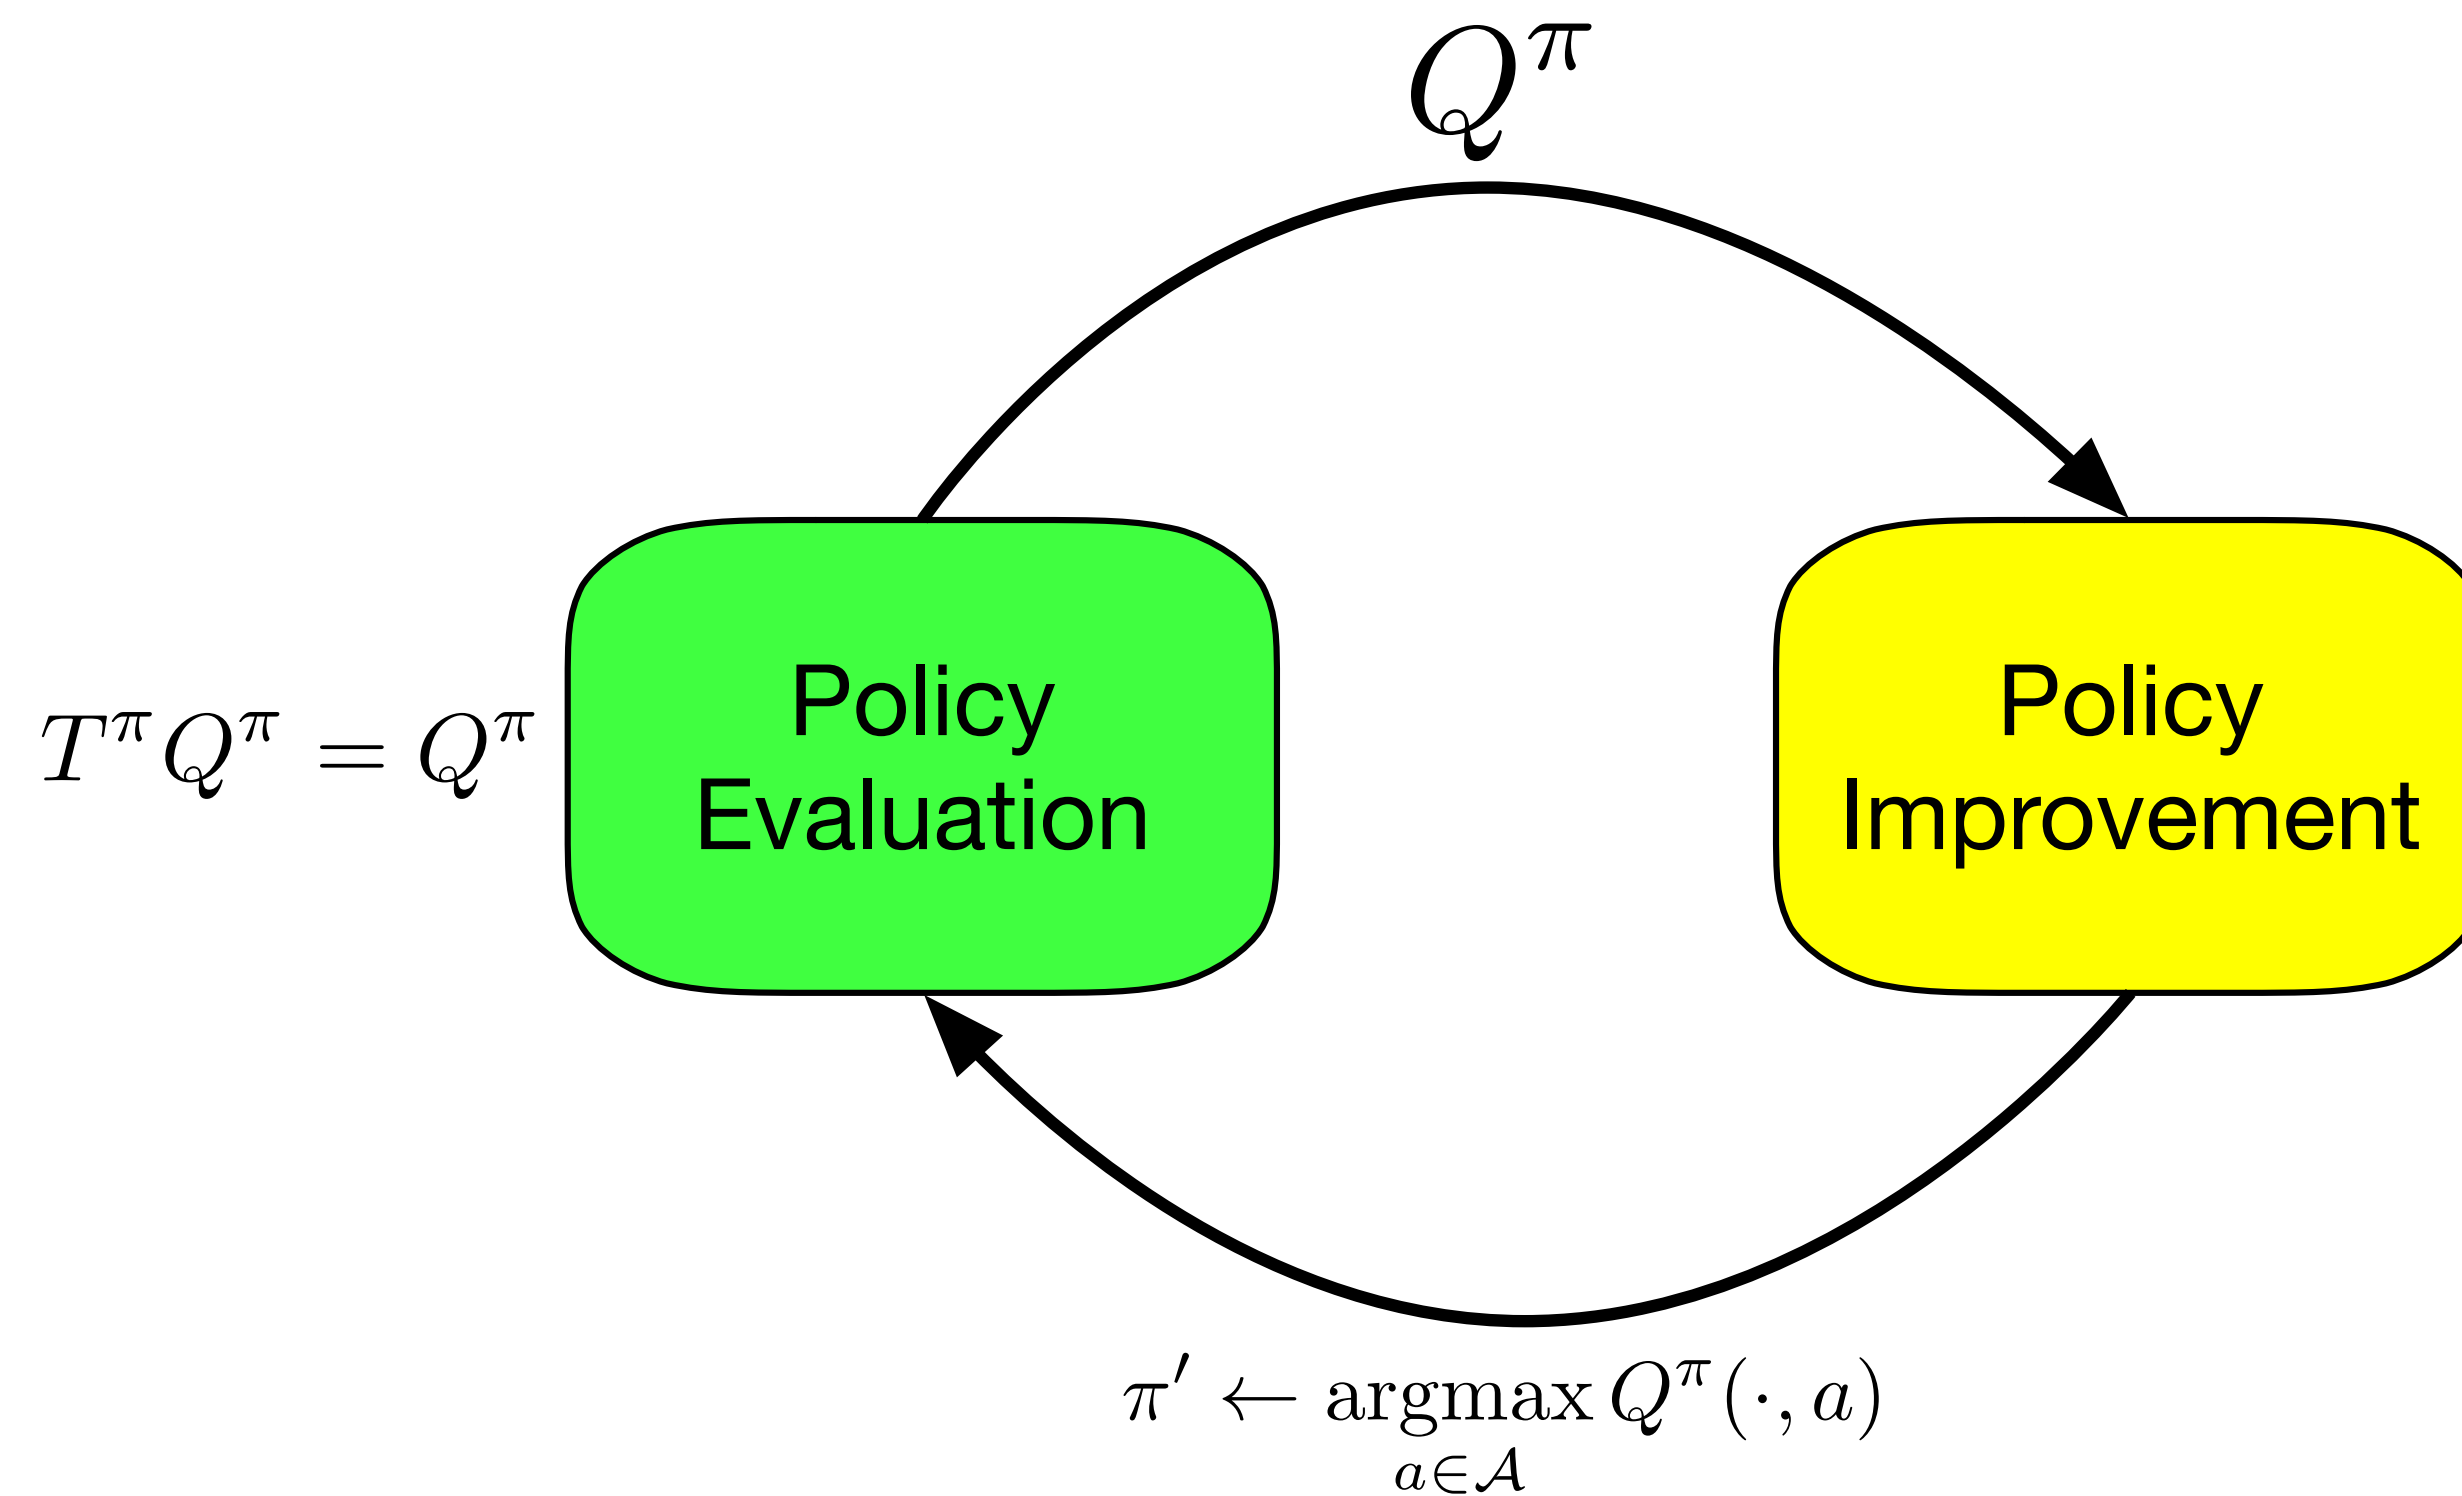 Q^π
T^π Q^π = Q^π
Policy
Evaluation
Policy
Improvement
π′ ← argmax Q^π(·, a)
a∈𝒜